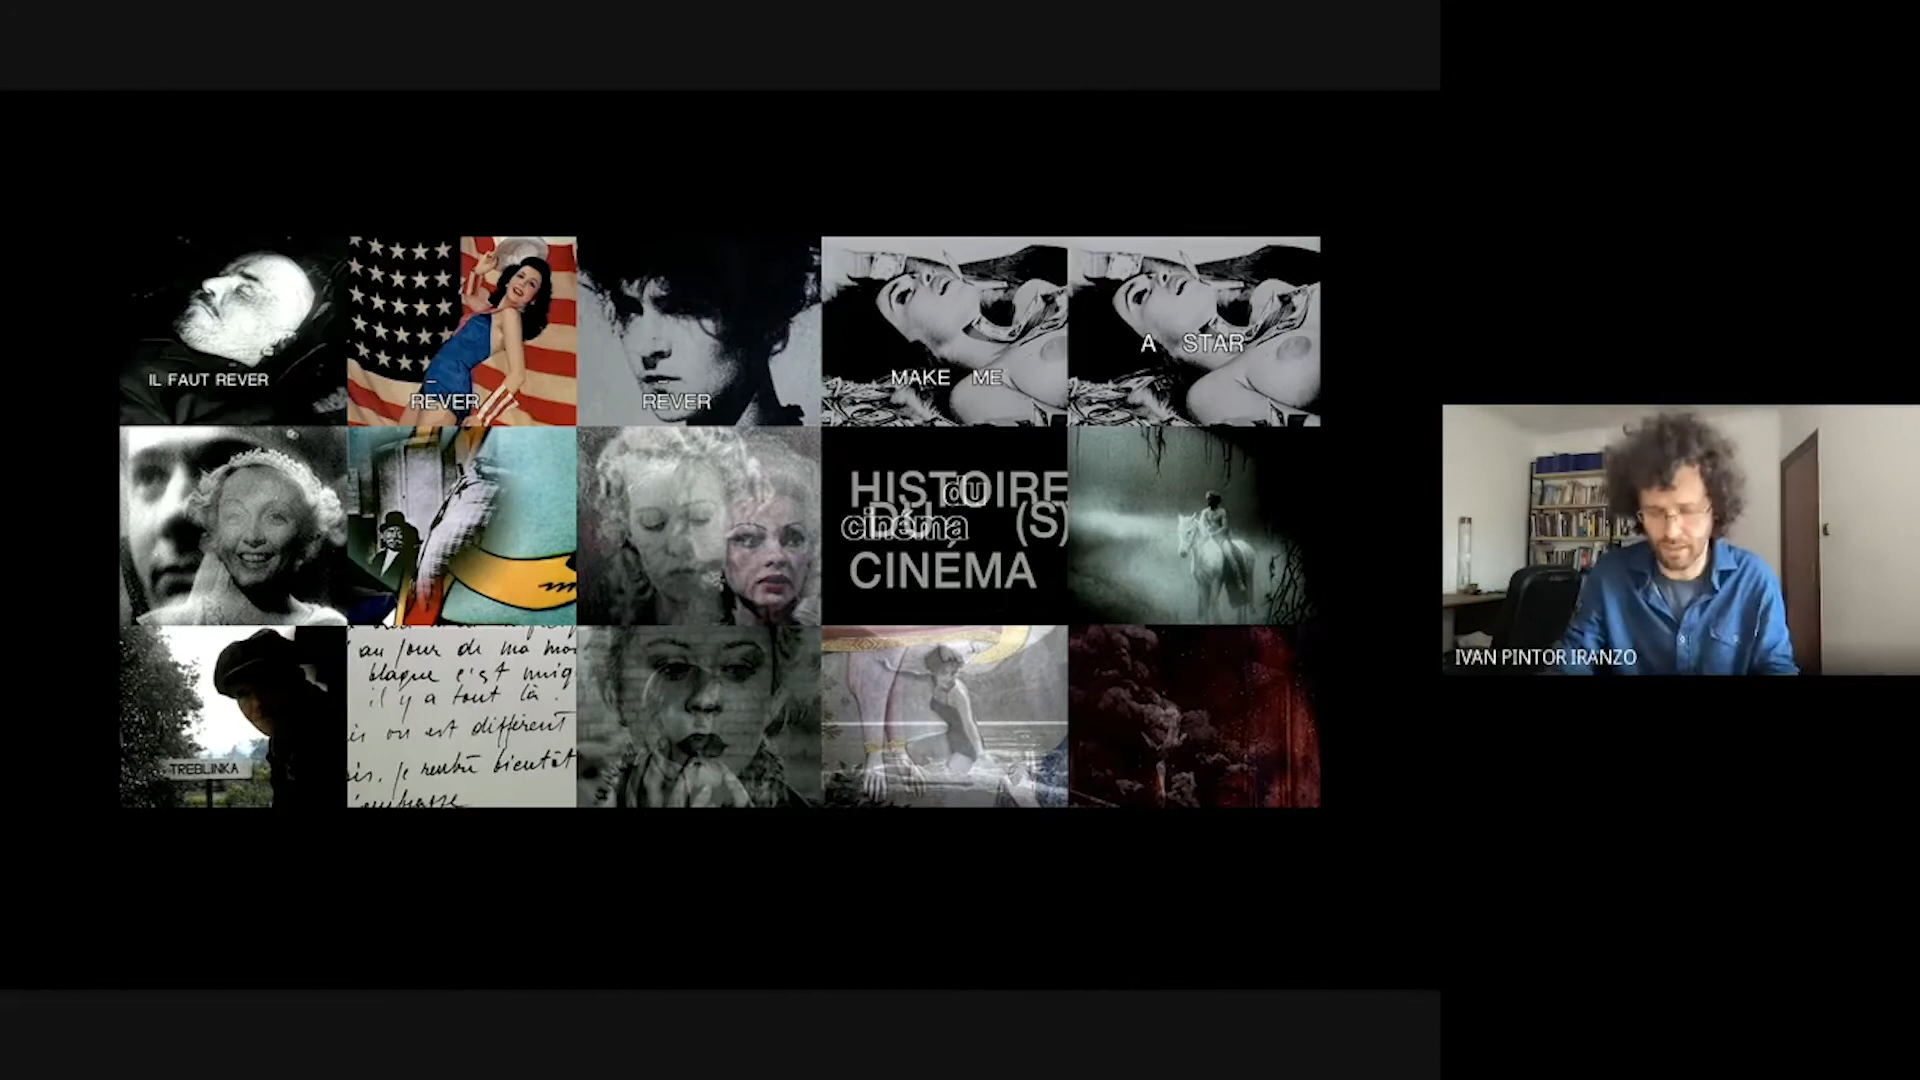 IL FAUT REVER
REVER
REVER
MAKE ME
A STAR
HISTOIRE
du
cinéma
(S)
CINÉMA
TREBLINKA
au jour de ma mo
blague c'est
il y a tout là.
on est différent
je rentre bientôt
IVAN PINTOR IRANZO